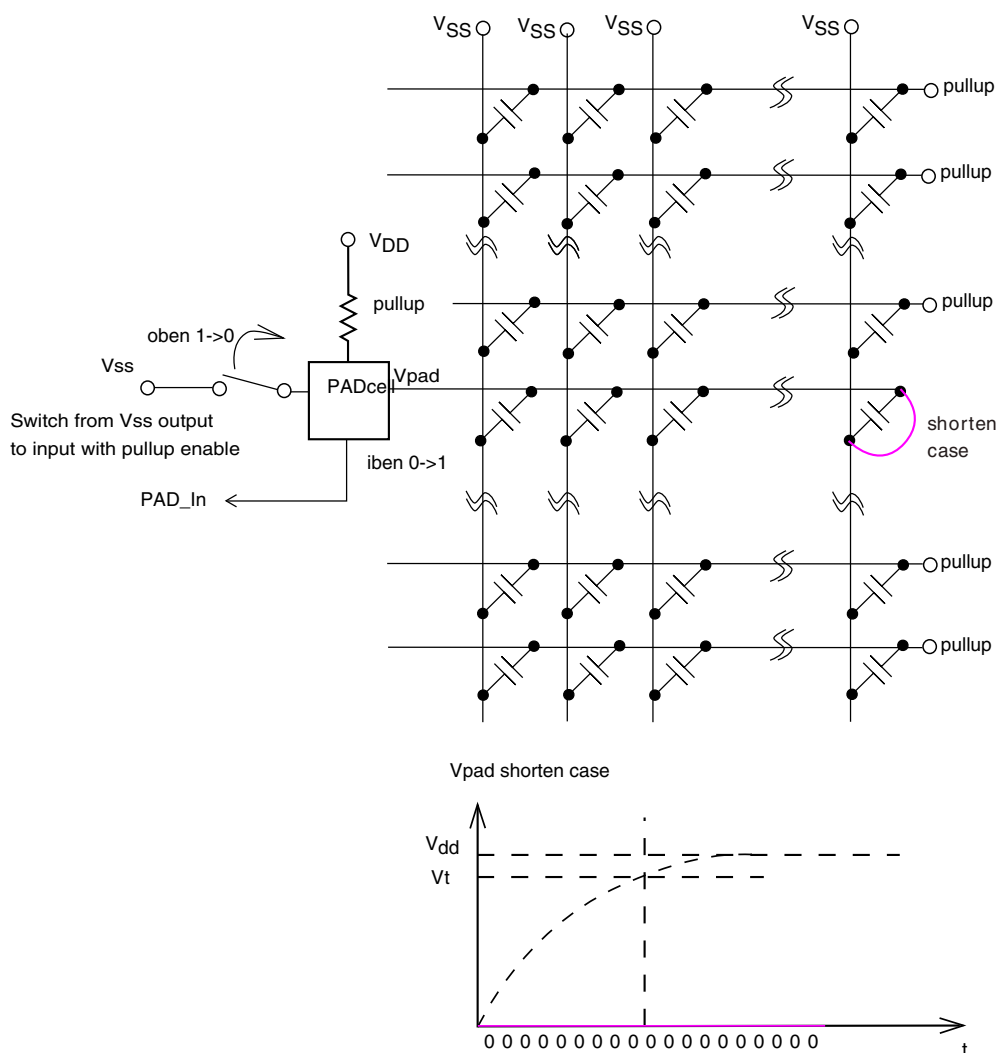 VSS VSS VSS VSS
pullup
pullup
VDD
pullup
pullup
oben 1->0
Vss
PADcell
Vpad
Switch from Vss output
to input with pullup enable
shorten
case
iben 0->1
PAD_In
pullup
pullup
Vpad shorten case
Vdd
Vt
0 0 0 0 0 0 0 0 0 0 0 0 0 0 0 0 0 0 0
t